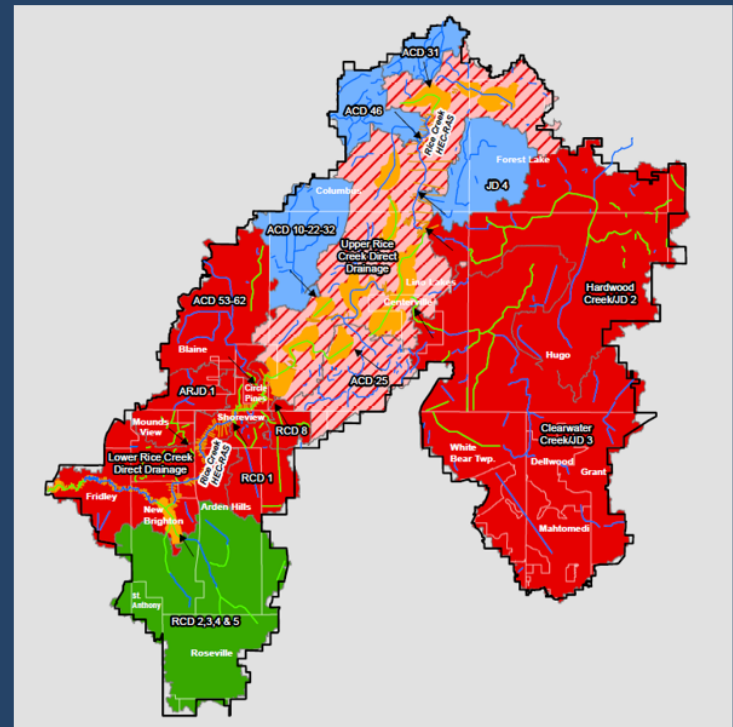 ACD 31
ACD 46
Rice Creek
HEC-RAS
Forest Lake
JD 4
Columbus
ACD 10-22-32
Upper Rice
Creek Direct
Drainage
Lino Lakes
Centerville
Hardwood
Creek/JD 2
ACD 53-62
Blaine
Hugo
ACD 25
ARJD 1
Circle
Pines
Shoreview
Mounds
View
RCD 8
Clearwater
Creek/JD 3
White
Bear Twp.
Dellwood
Grant
Lower Rice Creek
Direct Drainage
Rice Creek
HEC-RAS
RCD 1
Fridley
New
Brighton
Arden Hills
Mahtomedi
St.
Anthony
RCD 2,3,4 & 5
Roseville